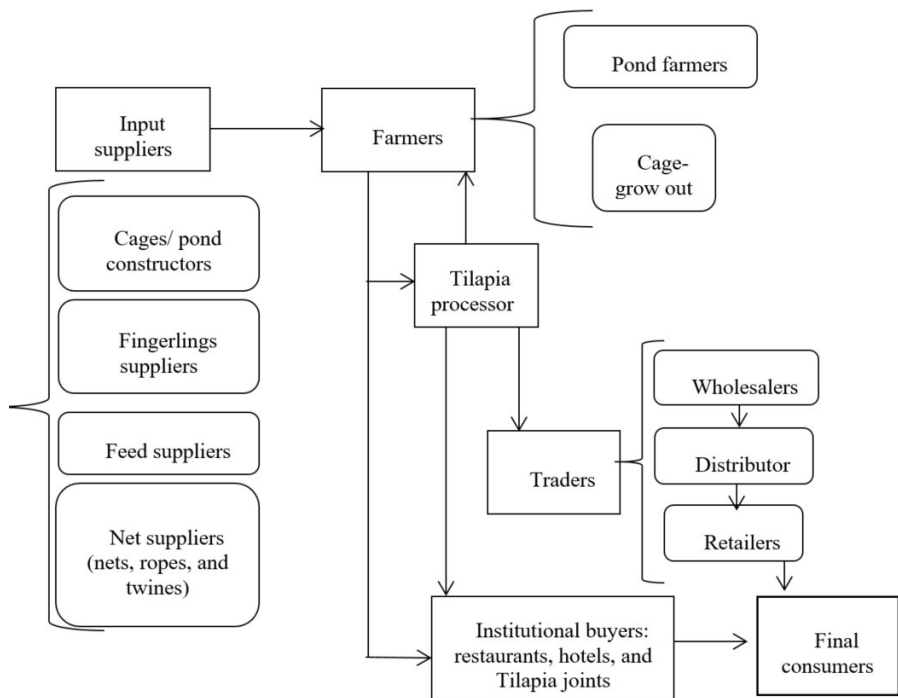 Input
suppliers
Farmers
Pond farmers
Cage-
grow out
Cages/ pond
constructors
Fingerlings
suppliers
Feed suppliers
Net suppliers
(nets, ropes, and
twines)
Tilapia
processor
Traders
Wholesalers
Distributor
Retailers
Institutional buyers:
restaurants, hotels, and
Tilapia joints
Final
consumers